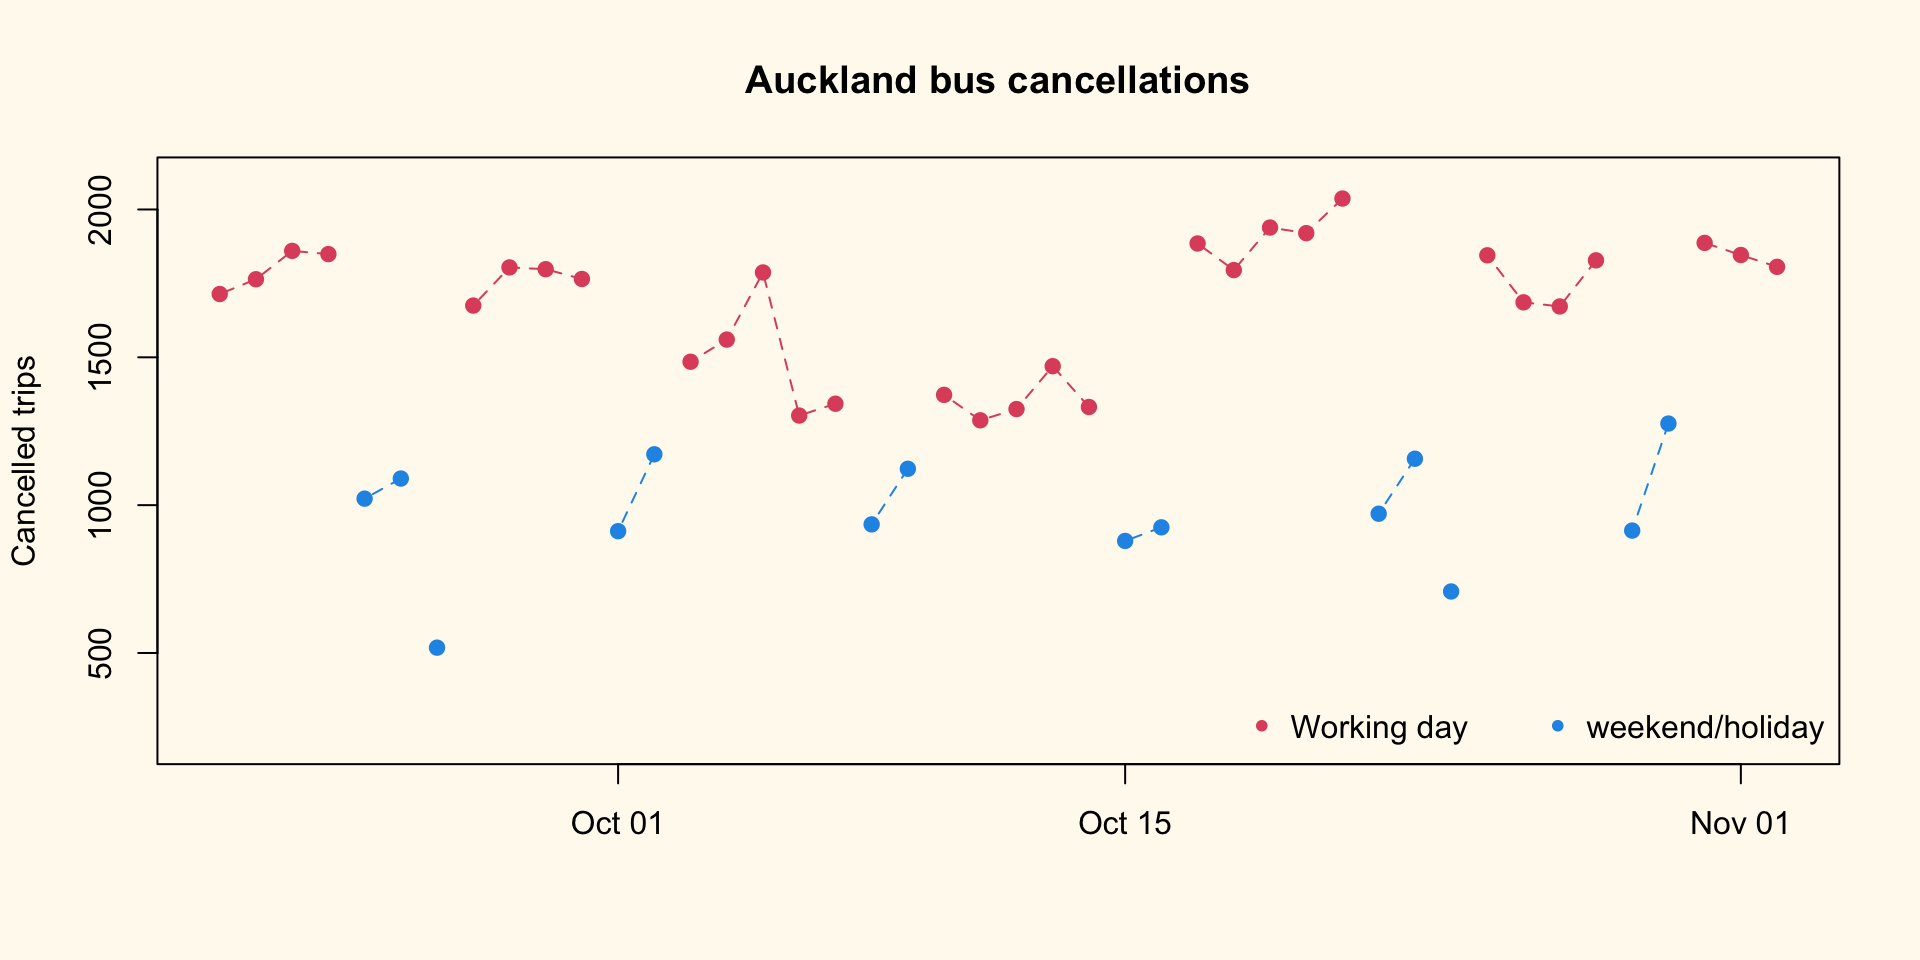 Auckland bus cancellations
Cancelled trips
2000
1500
1000
500
Working day
weekend/holiday
Oct 01
Oct 15
Nov 01